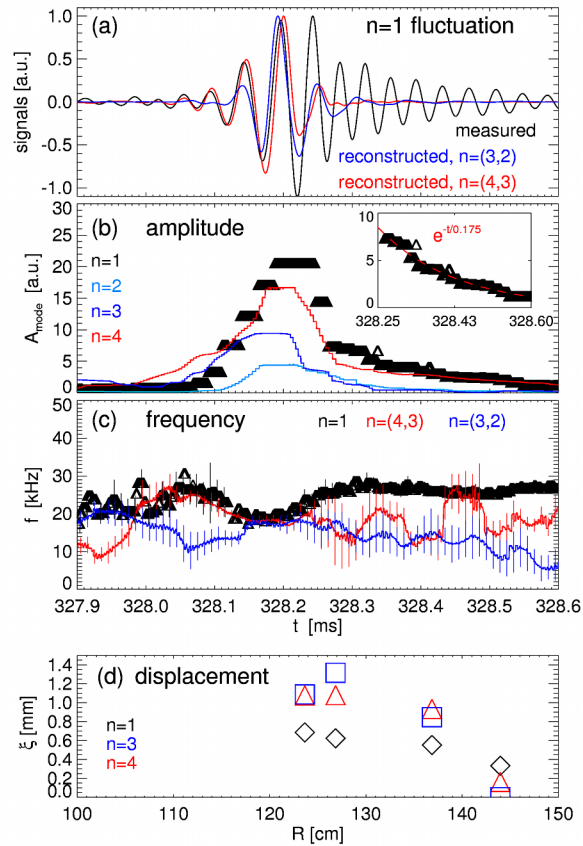 (a) n=1 fluctuation
signals [a.u.]
1.0
0.5
0.0
-0.5
-1.0
measured
reconstructed, n=(3,2)
reconstructed, n=(4,3)
(b) amplitude
A_mode [a.u.]
30
25
20
15
10
5
0
n=1
n=2
n=3
n=4
10
5
0
e^-t/0.175
328.25 328.43 328.60
(c) frequency n=1 n=(4,3) n=(3,2)
f [kHz]
50
40
30
20
10
0
327.9 328.0 328.1 328.2 328.3 328.4 328.5 328.6
t [ms]
(d) displacement
ξ [mm]
1.4
1.2
1.0
0.8
0.6
0.4
0.2
0.0
n=1
n=3
n=4
100 110 120 130 140 150
R [cm]